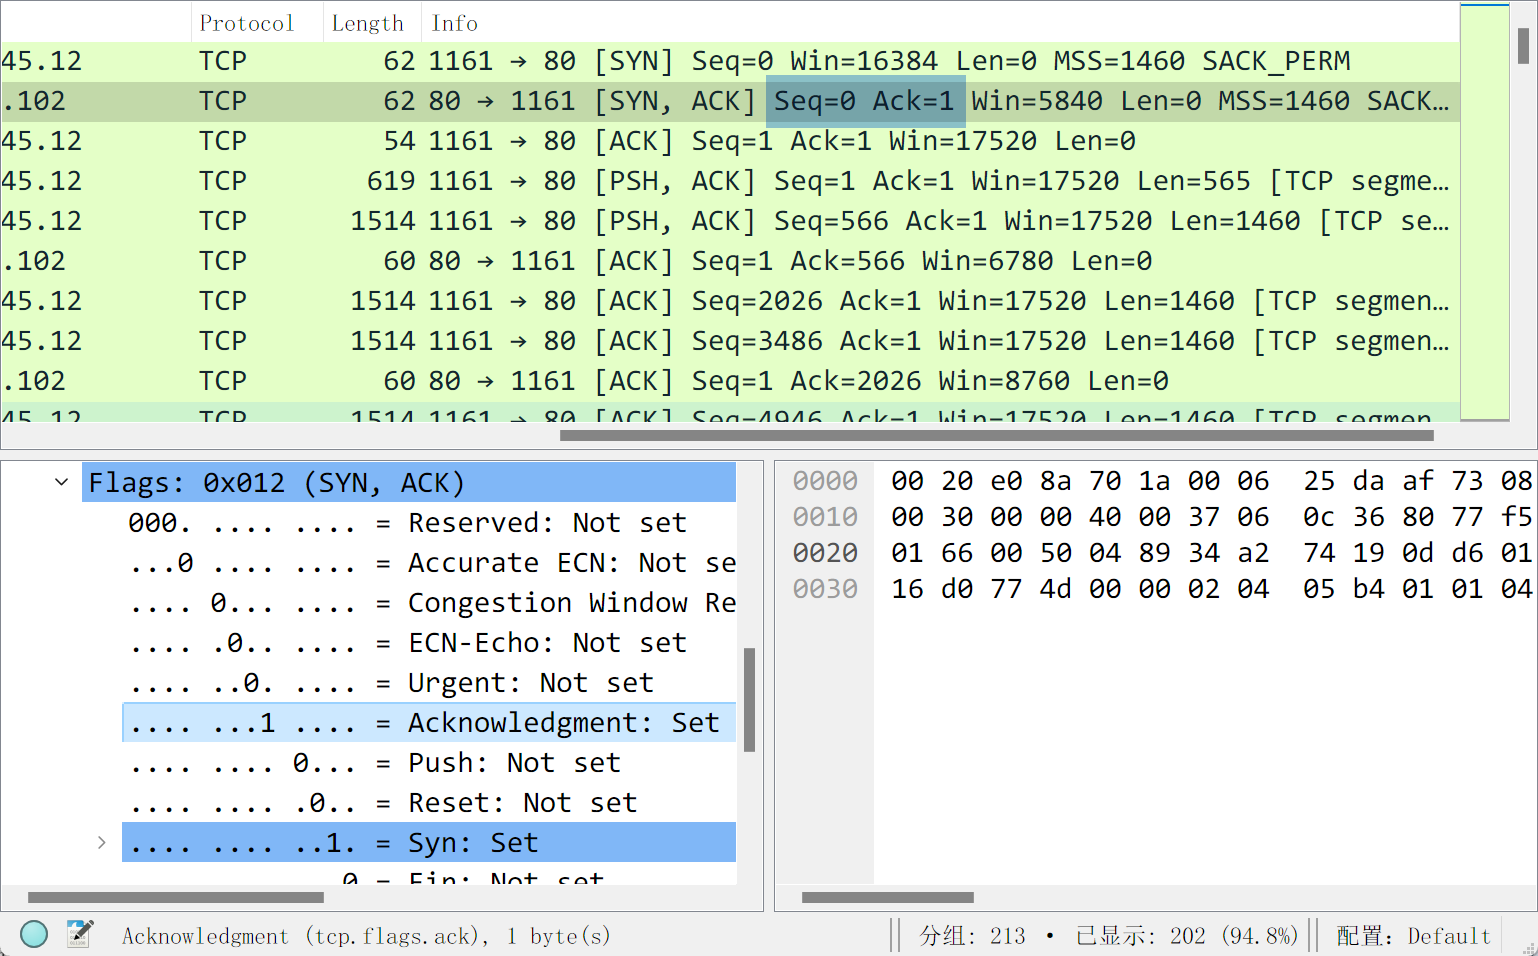 Protocol Length Info
45.12 TCP 62 1161 → 80 [SYN] Seq=0 Win=16384 Len=0 MSS=1460 SACK_PERM
.102 TCP 62 80 → 1161 [SYN, ACK] Seq=0 Ack=1 Win=5840 Len=0 MSS=1460 SACK…
45.12 TCP 54 1161 → 80 [ACK] Seq=1 Ack=1 Win=17520 Len=0
45.12 TCP 619 1161 → 80 [PSH, ACK] Seq=1 Ack=1 Win=17520 Len=565 [TCP segme…
45.12 TCP 1514 1161 → 80 [PSH, ACK] Seq=566 Ack=1 Win=17520 Len=1460 [TCP se…
.102 TCP 60 80 → 1161 [ACK] Seq=1 Ack=566 Win=6780 Len=0
45.12 TCP 1514 1161 → 80 [ACK] Seq=2026 Ack=1 Win=17520 Len=1460 [TCP segmen…
45.12 TCP 1514 1161 → 80 [ACK] Seq=3486 Ack=1 Win=17520 Len=1460 [TCP segmen…
.102 TCP 60 80 → 1161 [ACK] Seq=1 Ack=2026 Win=8760 Len=0
45.12 TCP 1514 1161 → 80 [ACK] Seq=4946 Ack=1 Win=17520 Len=1460 [TCP segmen
Flags: 0x012 (SYN, ACK)
000. .... .... = Reserved: Not set
...0 .... .... = Accurate ECN: Not se
.... 0... .... = Congestion Window Re
.... .0.. .... = ECN-Echo: Not set
.... ..0. .... = Urgent: Not set
.... ...1 .... = Acknowledgment: Set
.... .... 0... = Push: Not set
.... .... .0.. = Reset: Not set
.... .... ..1. = Syn: Set
0 = Fin: Not set
0000 00 20 e0 8a 70 1a 00 06 25 da af 73 08
0010 00 30 00 00 40 00 37 06 0c 36 80 77 f5
0020 01 66 00 50 04 89 34 a2 74 19 0d d6 01
0030 16 d0 77 4d 00 00 02 04 05 b4 01 01 04
Acknowledgment (tcp.flags.ack), 1 byte(s) 分组: 213 · 已显示: 202 (94.8%) 配置: Default